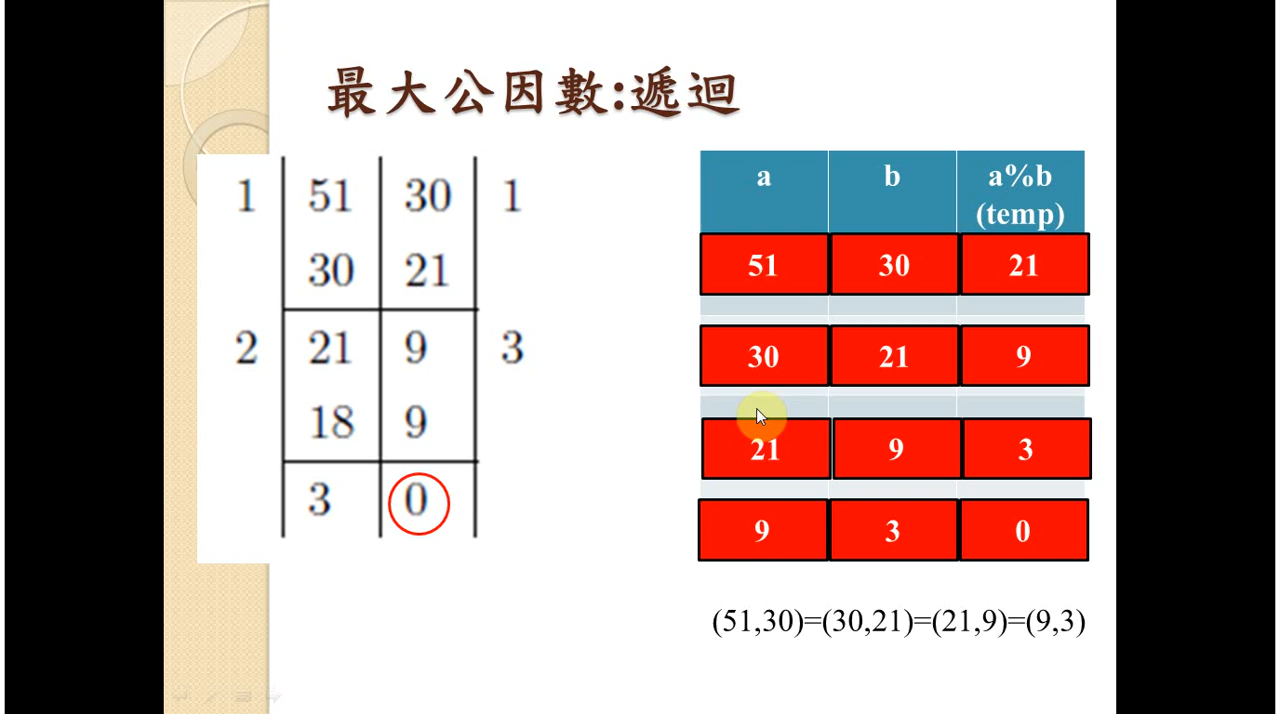 最大公因數:遞迴
1 51 30 1
30 21
2 21 9 3
18 9
3 0
a b a%b
(temp)
51 30 21
30 21 9
21 9 3
9 3 0
(51,30)=(30,21)=(21,9)=(9,3)